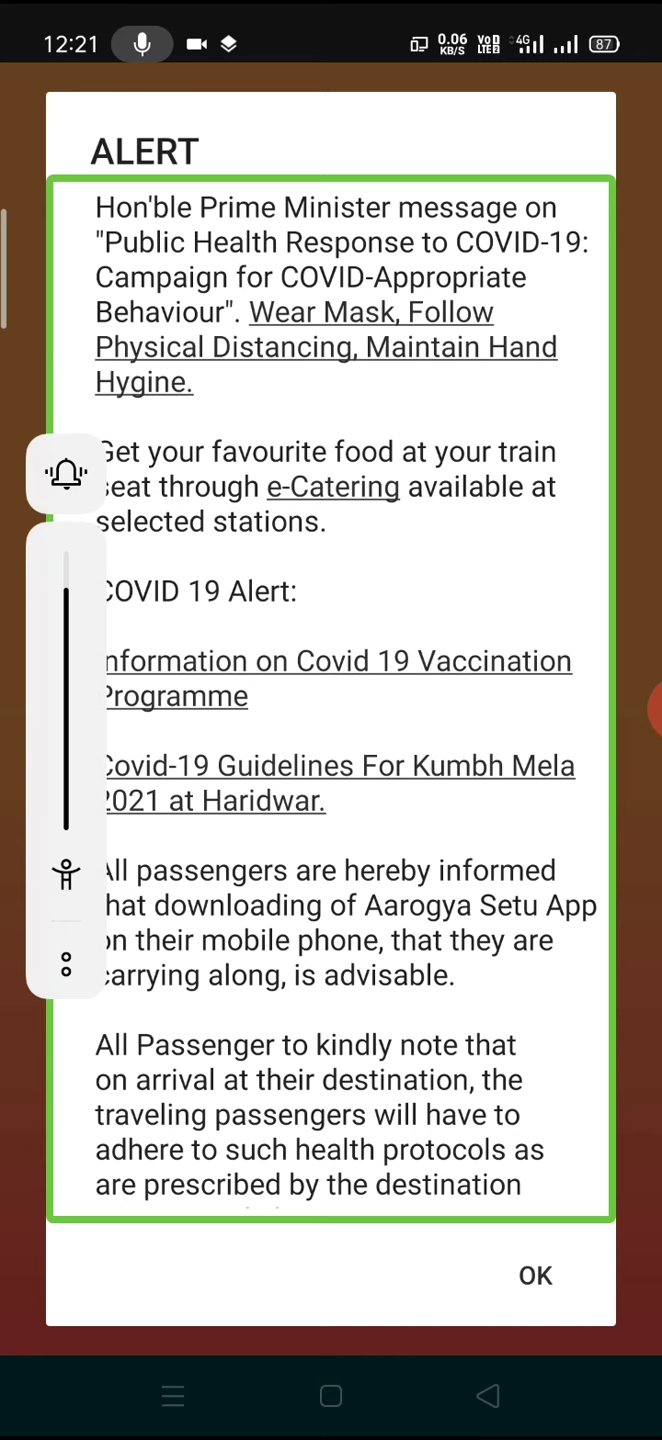 12:21
0.06 KB/S
VoD LTE2
4G
87
ALERT
Hon'ble Prime Minister message on
"Public Health Response to COVID-19:
Campaign for COVID-Appropriate
Behaviour". Wear Mask, Follow
Physical Distancing, Maintain Hand
Hygine.
Get your favourite food at your train
seat through e-Catering available at
selected stations.
COVID 19 Alert:
Information on Covid 19 Vaccination
Programme
Covid-19 Guidelines For Kumbh Mela
2021 at Haridwar.
All passengers are hereby informed
that downloading of Aarogya Setu App
on their mobile phone, that they are
carrying along, is advisable.
All Passenger to kindly note that
on arrival at their destination, the
traveling passengers will have to
adhere to such health protocols as
are prescribed by the destination
OK